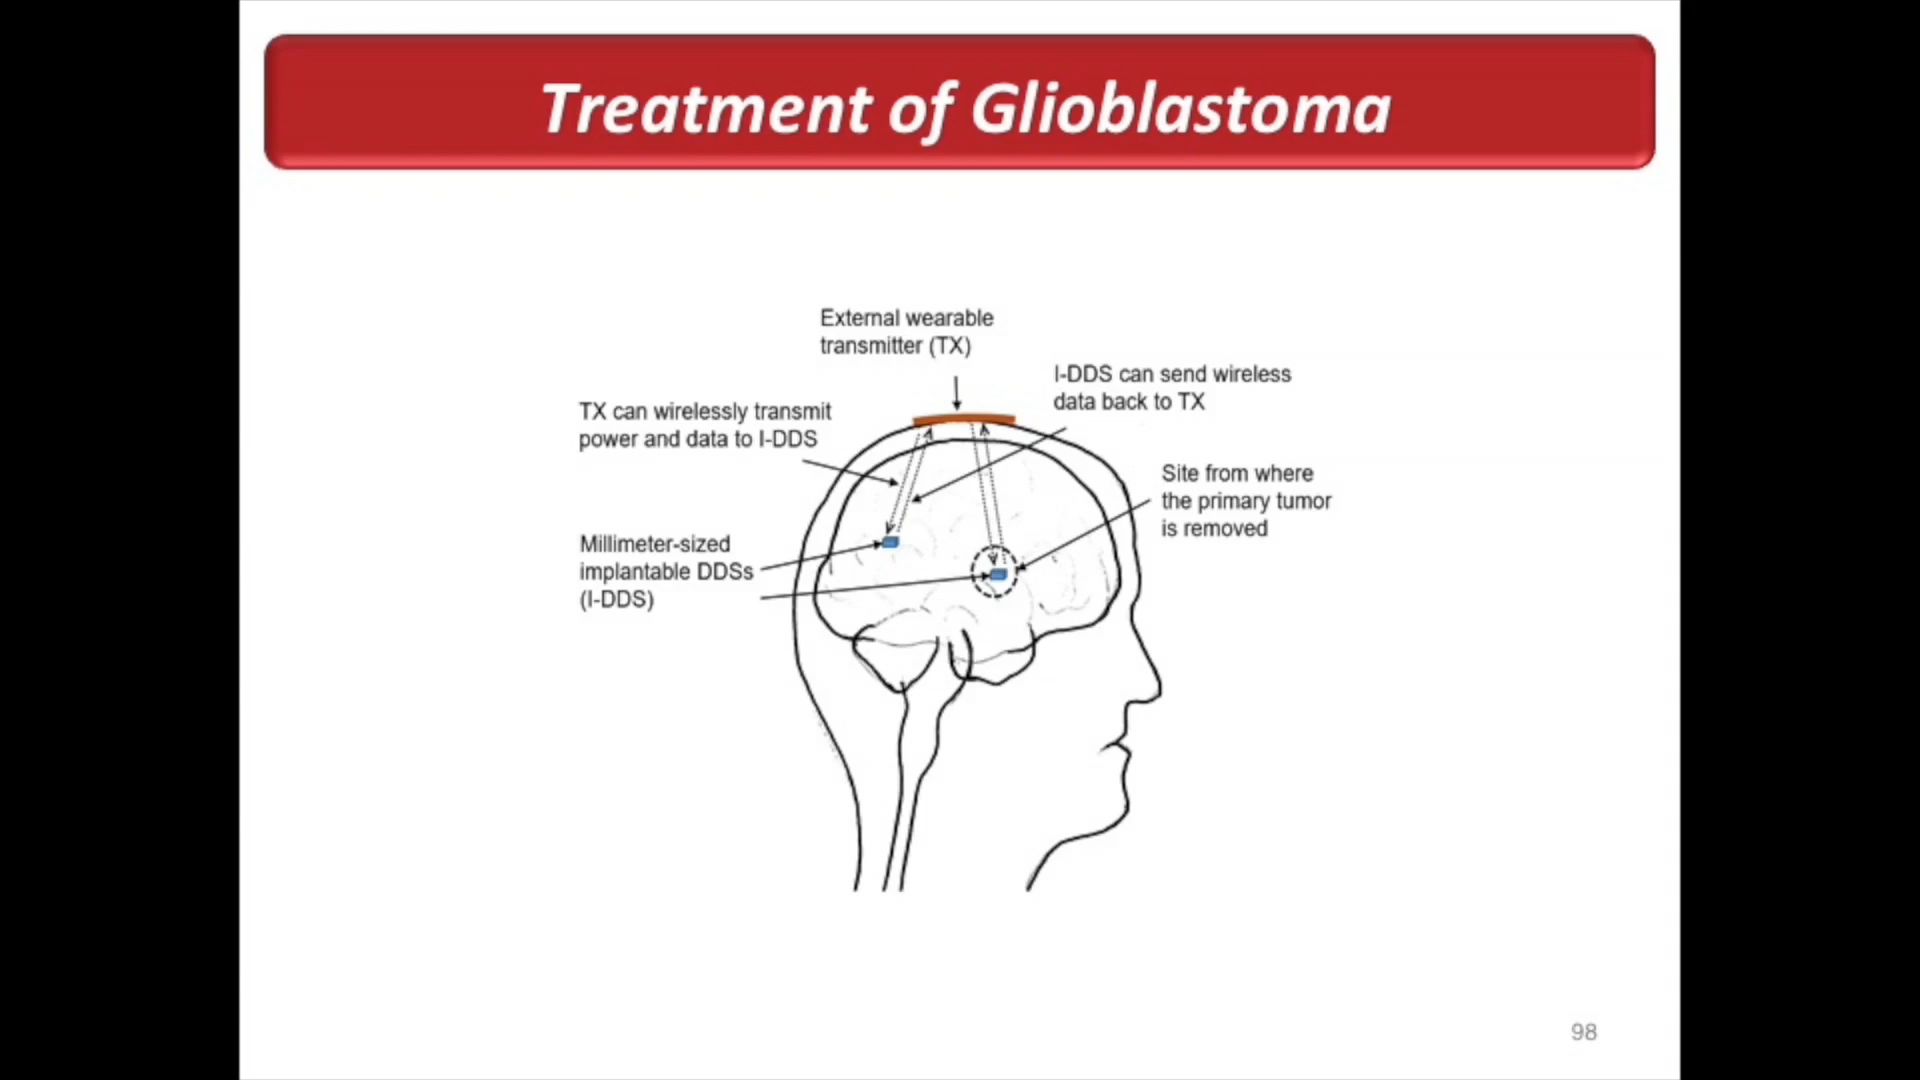 Treatment of Glioblastoma
External wearable
transmitter (TX)
I-DDS can send wireless
data back to TX
TX can wirelessly transmit
power and data to I-DDS
Site from where
the primary tumor
is removed
Millimeter-sized
implantable DDSs
(I-DDS)
98